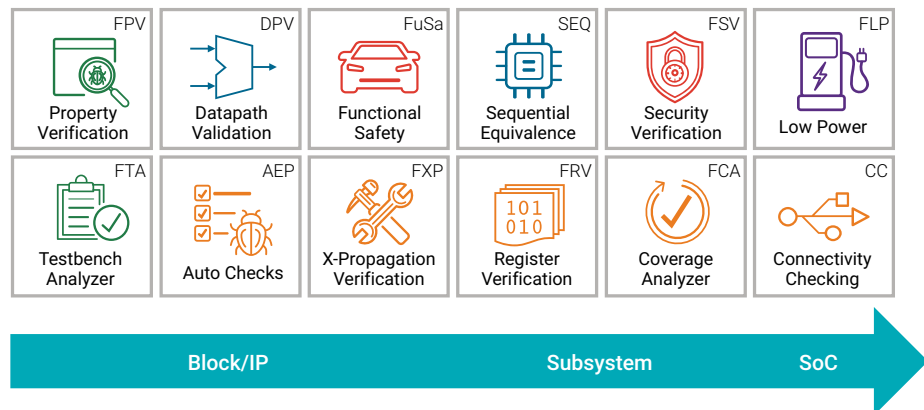 FPV
Property
Verification
DPV
Datapath
Validation
FuSa
Functional
Safety
SEQ
Sequential
Equivalence
FSV
Security
Verification
FLP
Low Power
FTA
Testbench
Analyzer
AEP
Auto Checks
FXP
X-Propagation
Verification
FRV
101
010
Register
Verification
FCA
Coverage
Analyzer
CC
Connectivity
Checking
Block/IP
Subsystem
SoC